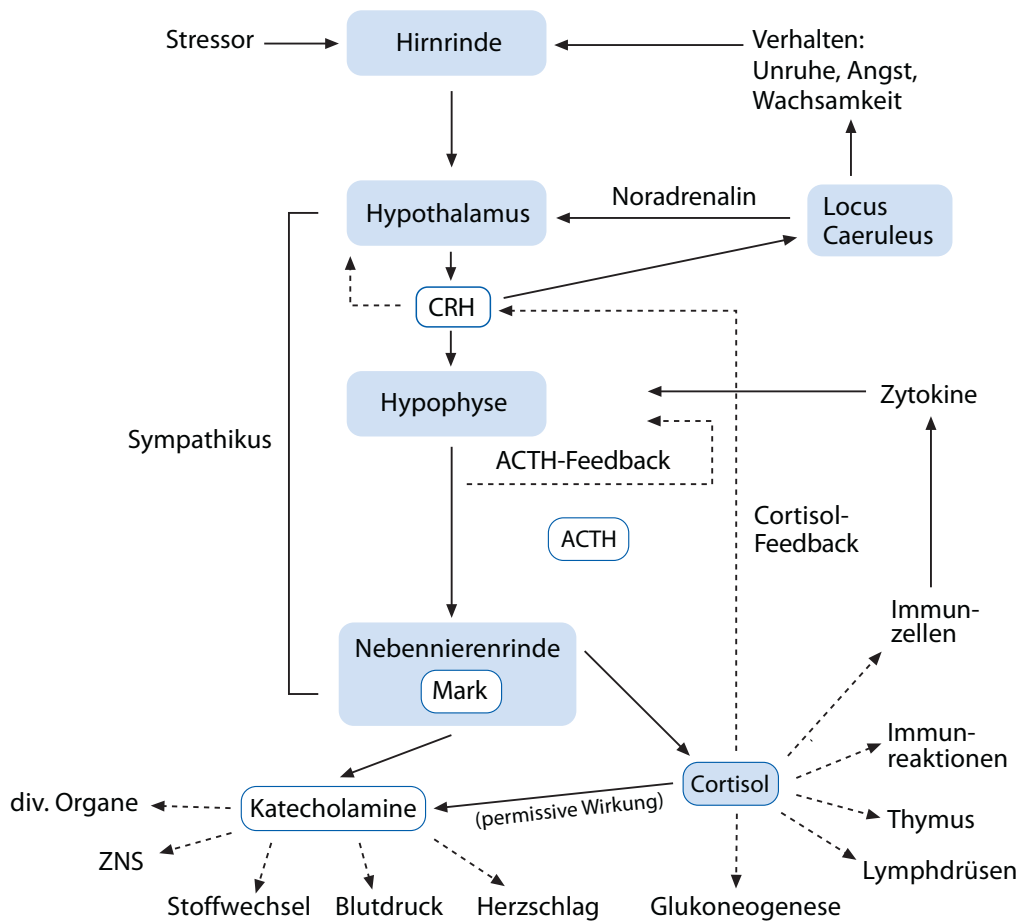 Stressor
Hirnrinde
Verhalten:
Unruhe, Angst,
Wachsamkeit
Hypothalamus
Noradrenalin
Locus
Caeruleus
CRH
Hypophyse
Zytokine
Sympathikus
ACTH-Feedback
ACTH
Cortisol-
Feedback
Immun-
zellen
Nebennierenrinde
Mark
Immun-
reaktionen
Cortisol
div. Organe
Katecholamine
(permissive Wirkung)
Thymus
ZNS
Lymphdrüsen
Stoffwechsel
Blutdruck
Herzschlag
Glukoneogenese